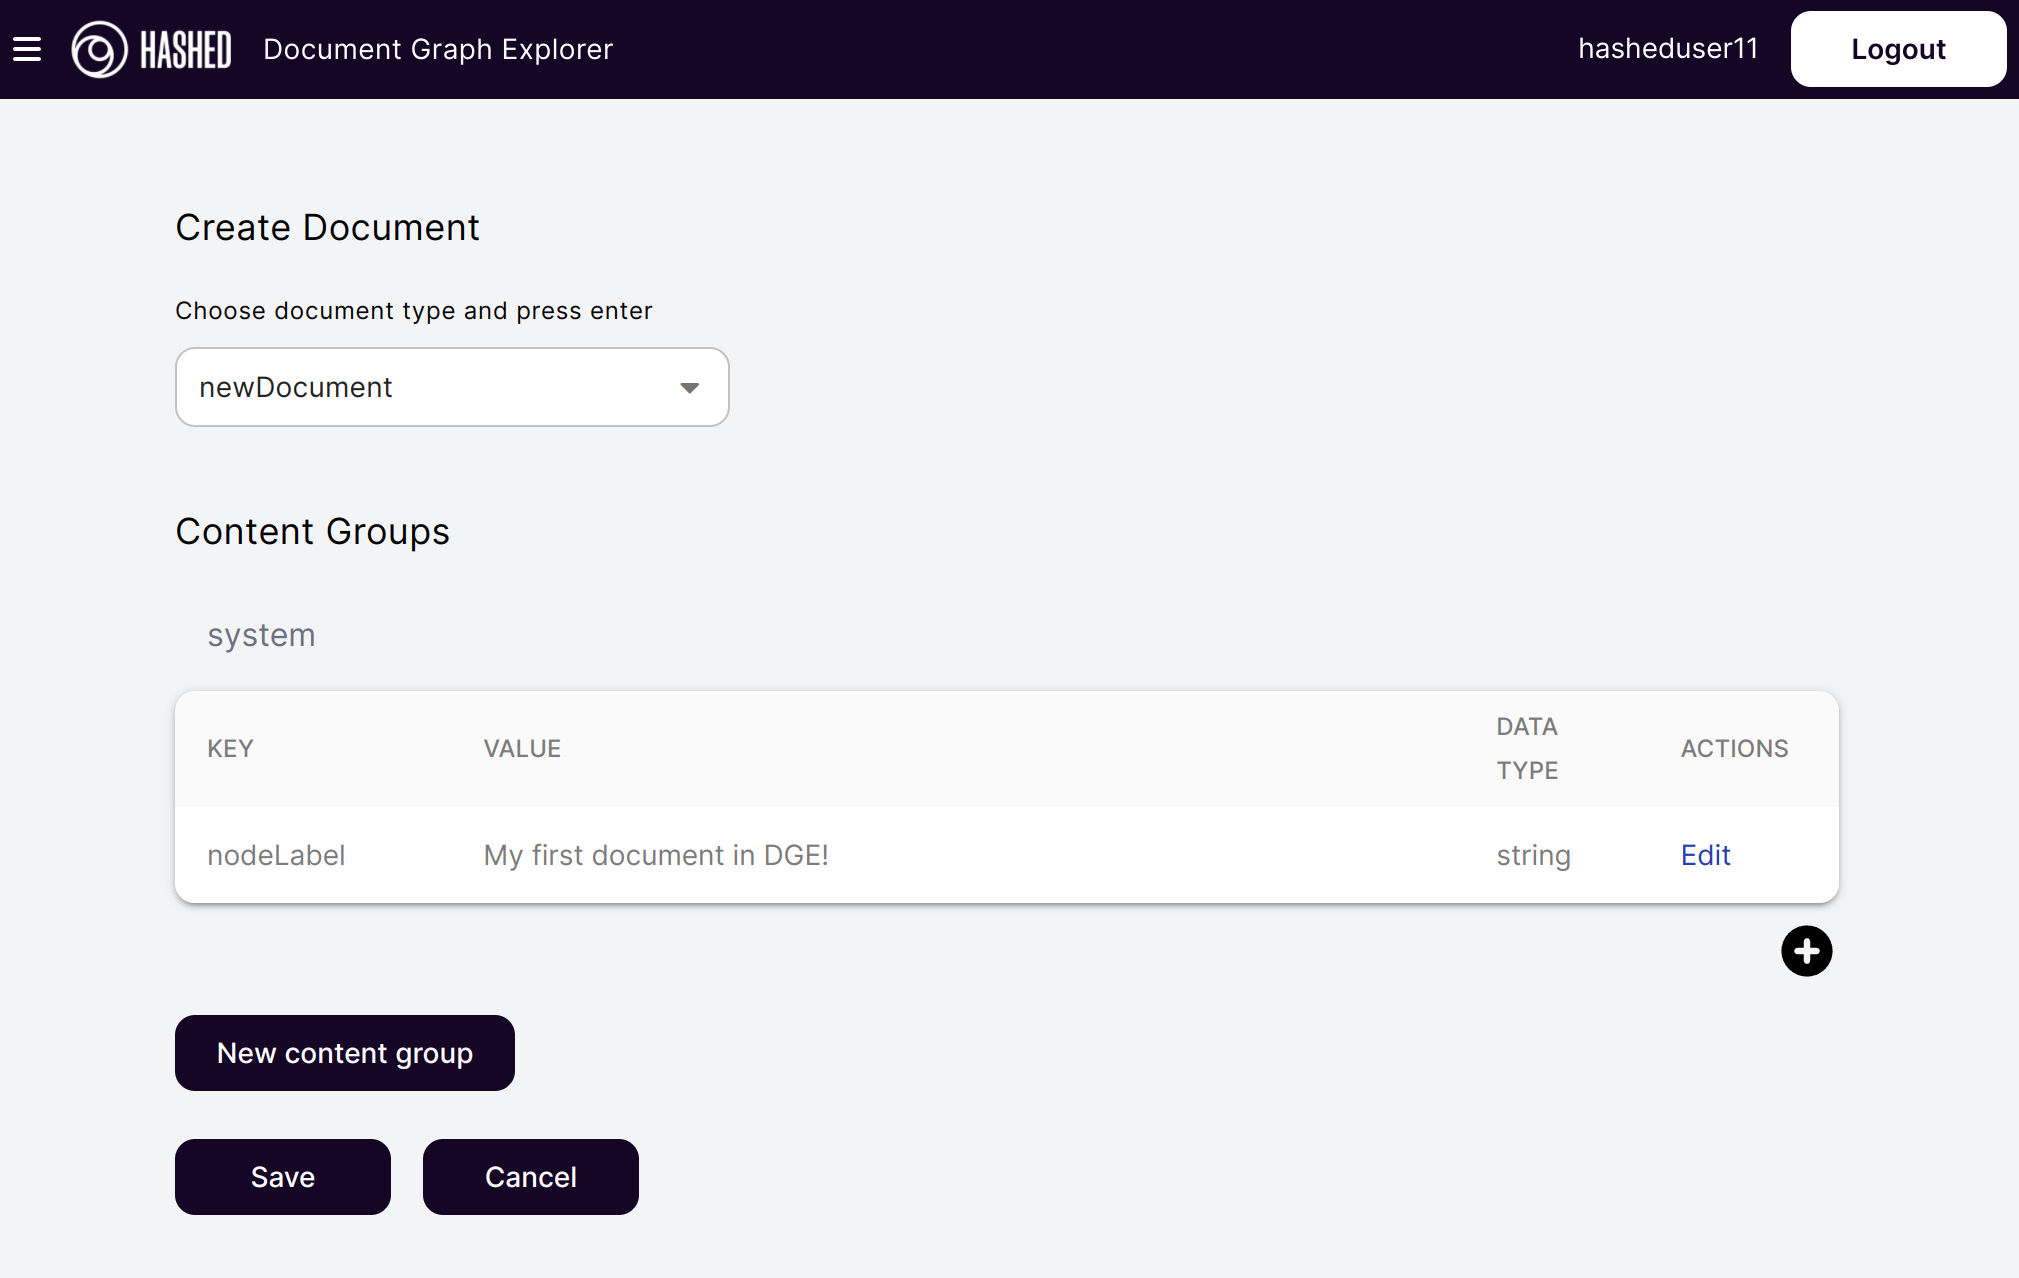 HASHED Document Graph Explorer hasheduser11 Logout
Create Document
Choose document type and press enter
newDocument
Content Groups
system
KEY VALUE DATA TYPE ACTIONS
nodeLabel My first document in DGE! string Edit
New content group
Save Cancel